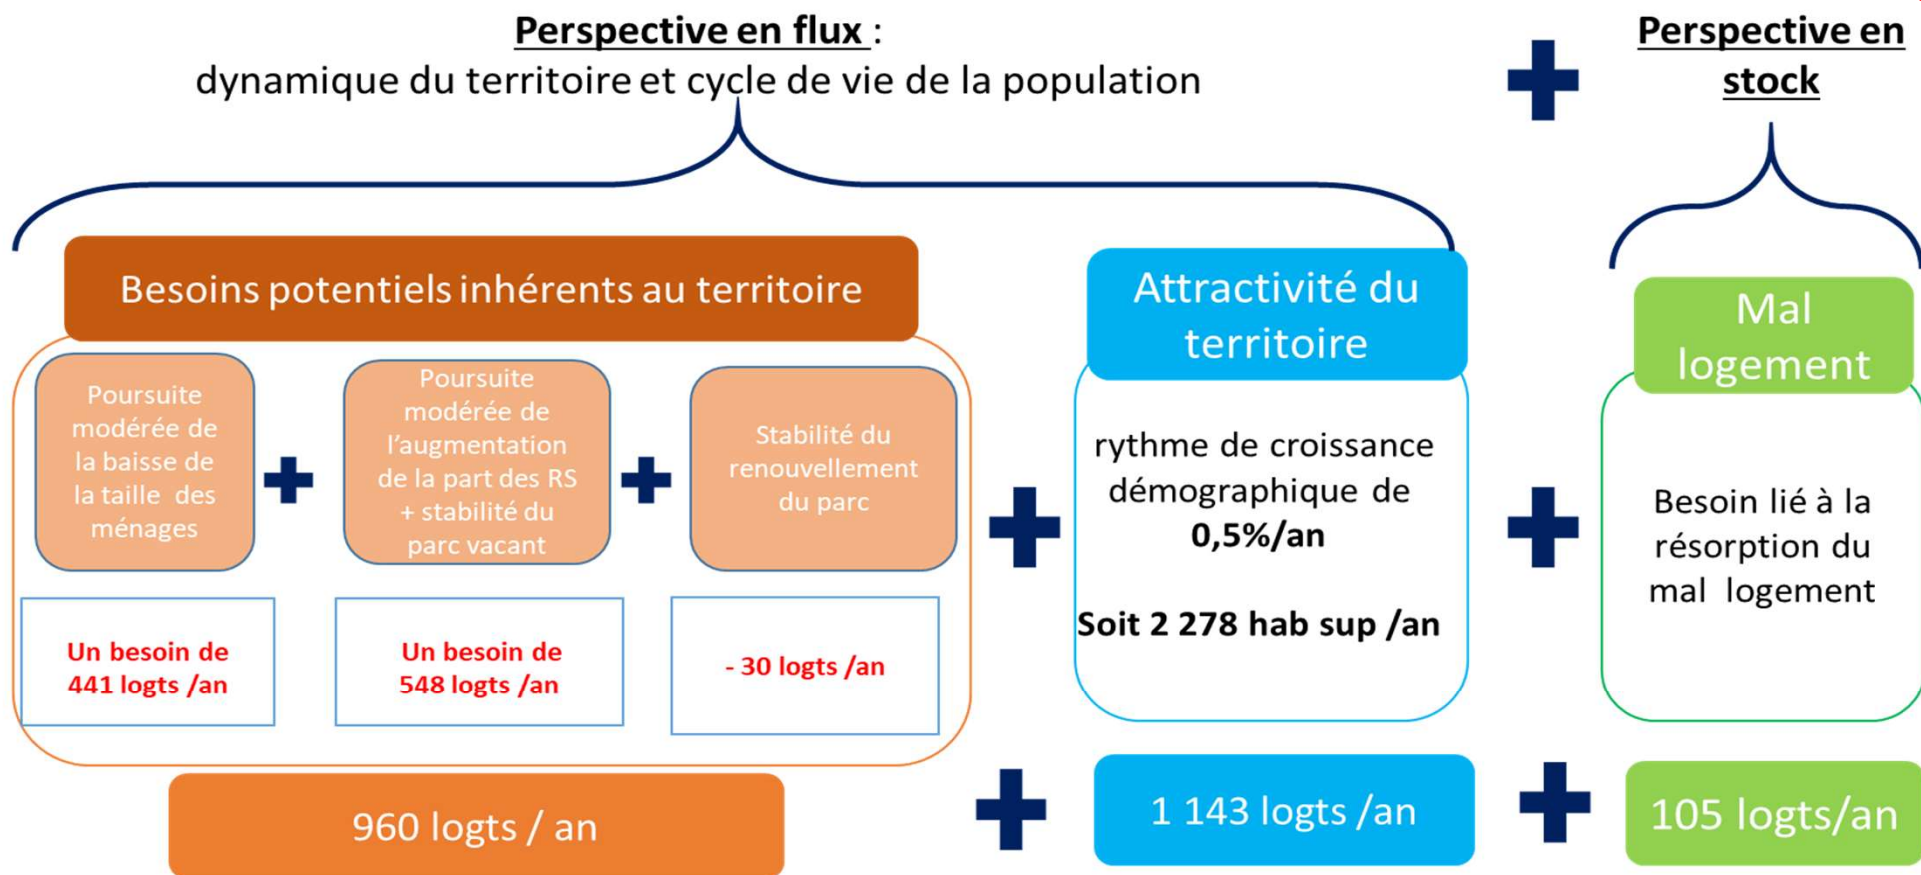 Perspective en flux :
dynamique du territoire et cycle de vie de la population
Perspective en
stock
Besoins potentiels inhérents au territoire
Poursuite
modérée de
la baisse de
la taille des
ménages
Poursuite
modérée de
l'augmentation
de la part des RS
+ stabilité du
parc vacant
Stabilité du
renouvellement
du parc
Un besoin de
441 logts /an
Un besoin de
548 logts /an
- 30 logts /an
960 logts / an
Attractivité du
territoire
rythme de croissance
démographique de
0,5%/an
Soit 2 278 hab sup /an
1 143 logts /an
Mal
logement
Besoin lié à la
résorption du
mal logement
105 logts/an